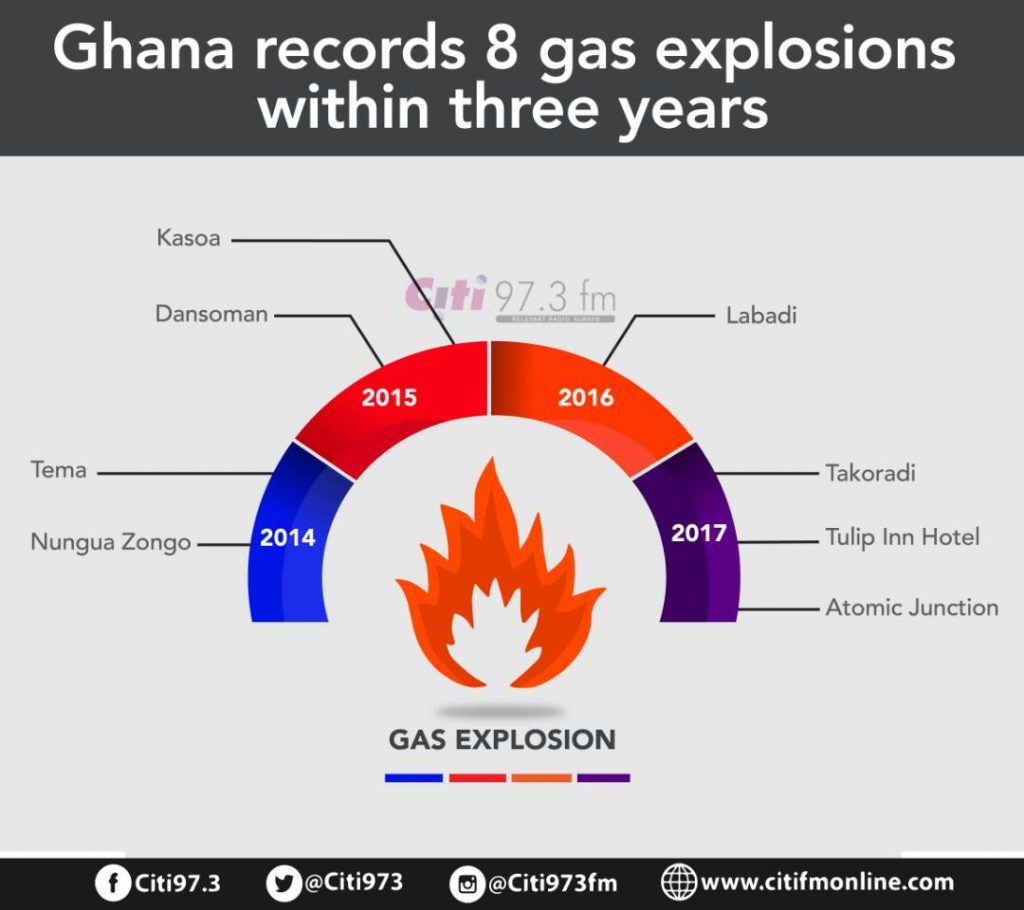 Ghana records 8 gas explosions
within three years
Kasoa
Citi 97.3 fm
RELEVANT RADIO ALWAYS
Dansoman
Labadi
2015
2016
Tema
Takoradi
Nungua Zongo
2014
2017
Tulip Inn Hotel
Atomic Junction
GAS EXPLOSION
Citi97.3
@Citi973
@Citi973fm
www.citifmonline.com